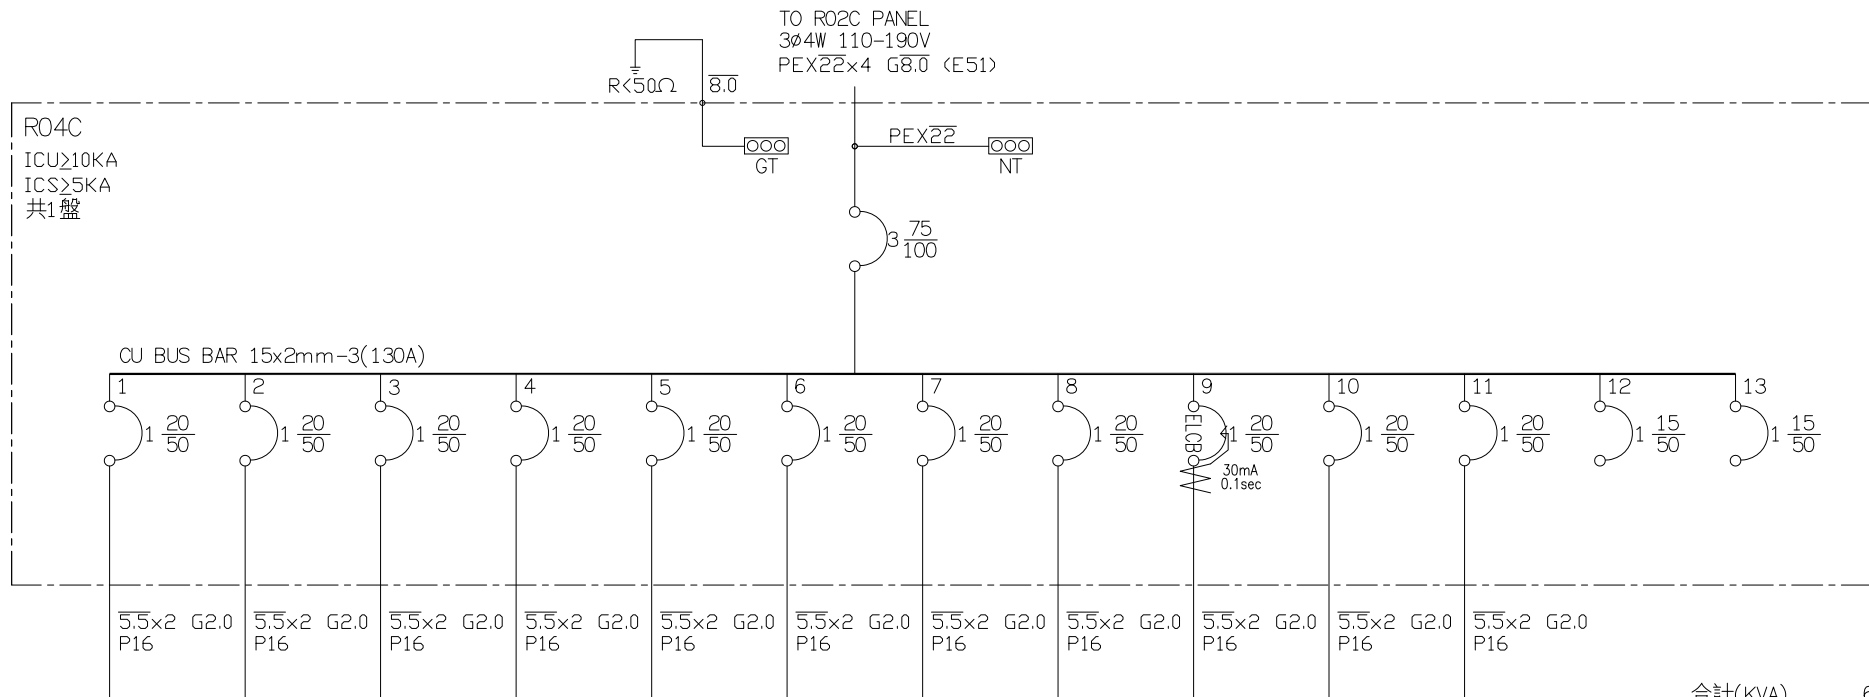 TO R02C PANEL
3ø4W 110-190V
PEX22x4 G8.0 (E51)
R<50Ω
8.0
R04C
ICU≥10KA
ICS≥5KA
共1盤
GT
PEX22
NT
3 75/100
CU BUS BAR 15x2mm-3(130A)
1 2 3 4 5 6 7 8 9 10 11 12 13
1 20/50 1 20/50 1 20/50 1 20/50 1 20/50 1 20/50 1 20/50 1 20/50 ELCB 1 20/50 1 20/50 1 20/50 1 15/50 1 15/50
30mA
0.1sec
5.5x2 G2.0 5.5x2 G2.0 5.5x2 G2.0 5.5x2 G2.0 5.5x2 G2.0 5.5x2 G2.0 5.5x2 G2.0 5.5x2 G2.0 5.5x2 G2.0 5.5x2 G2.0 5.5x2 G2.0
P16 P16 P16 P16 P16 P16 P16 P16 P16 P16 P16
合計(KVA)